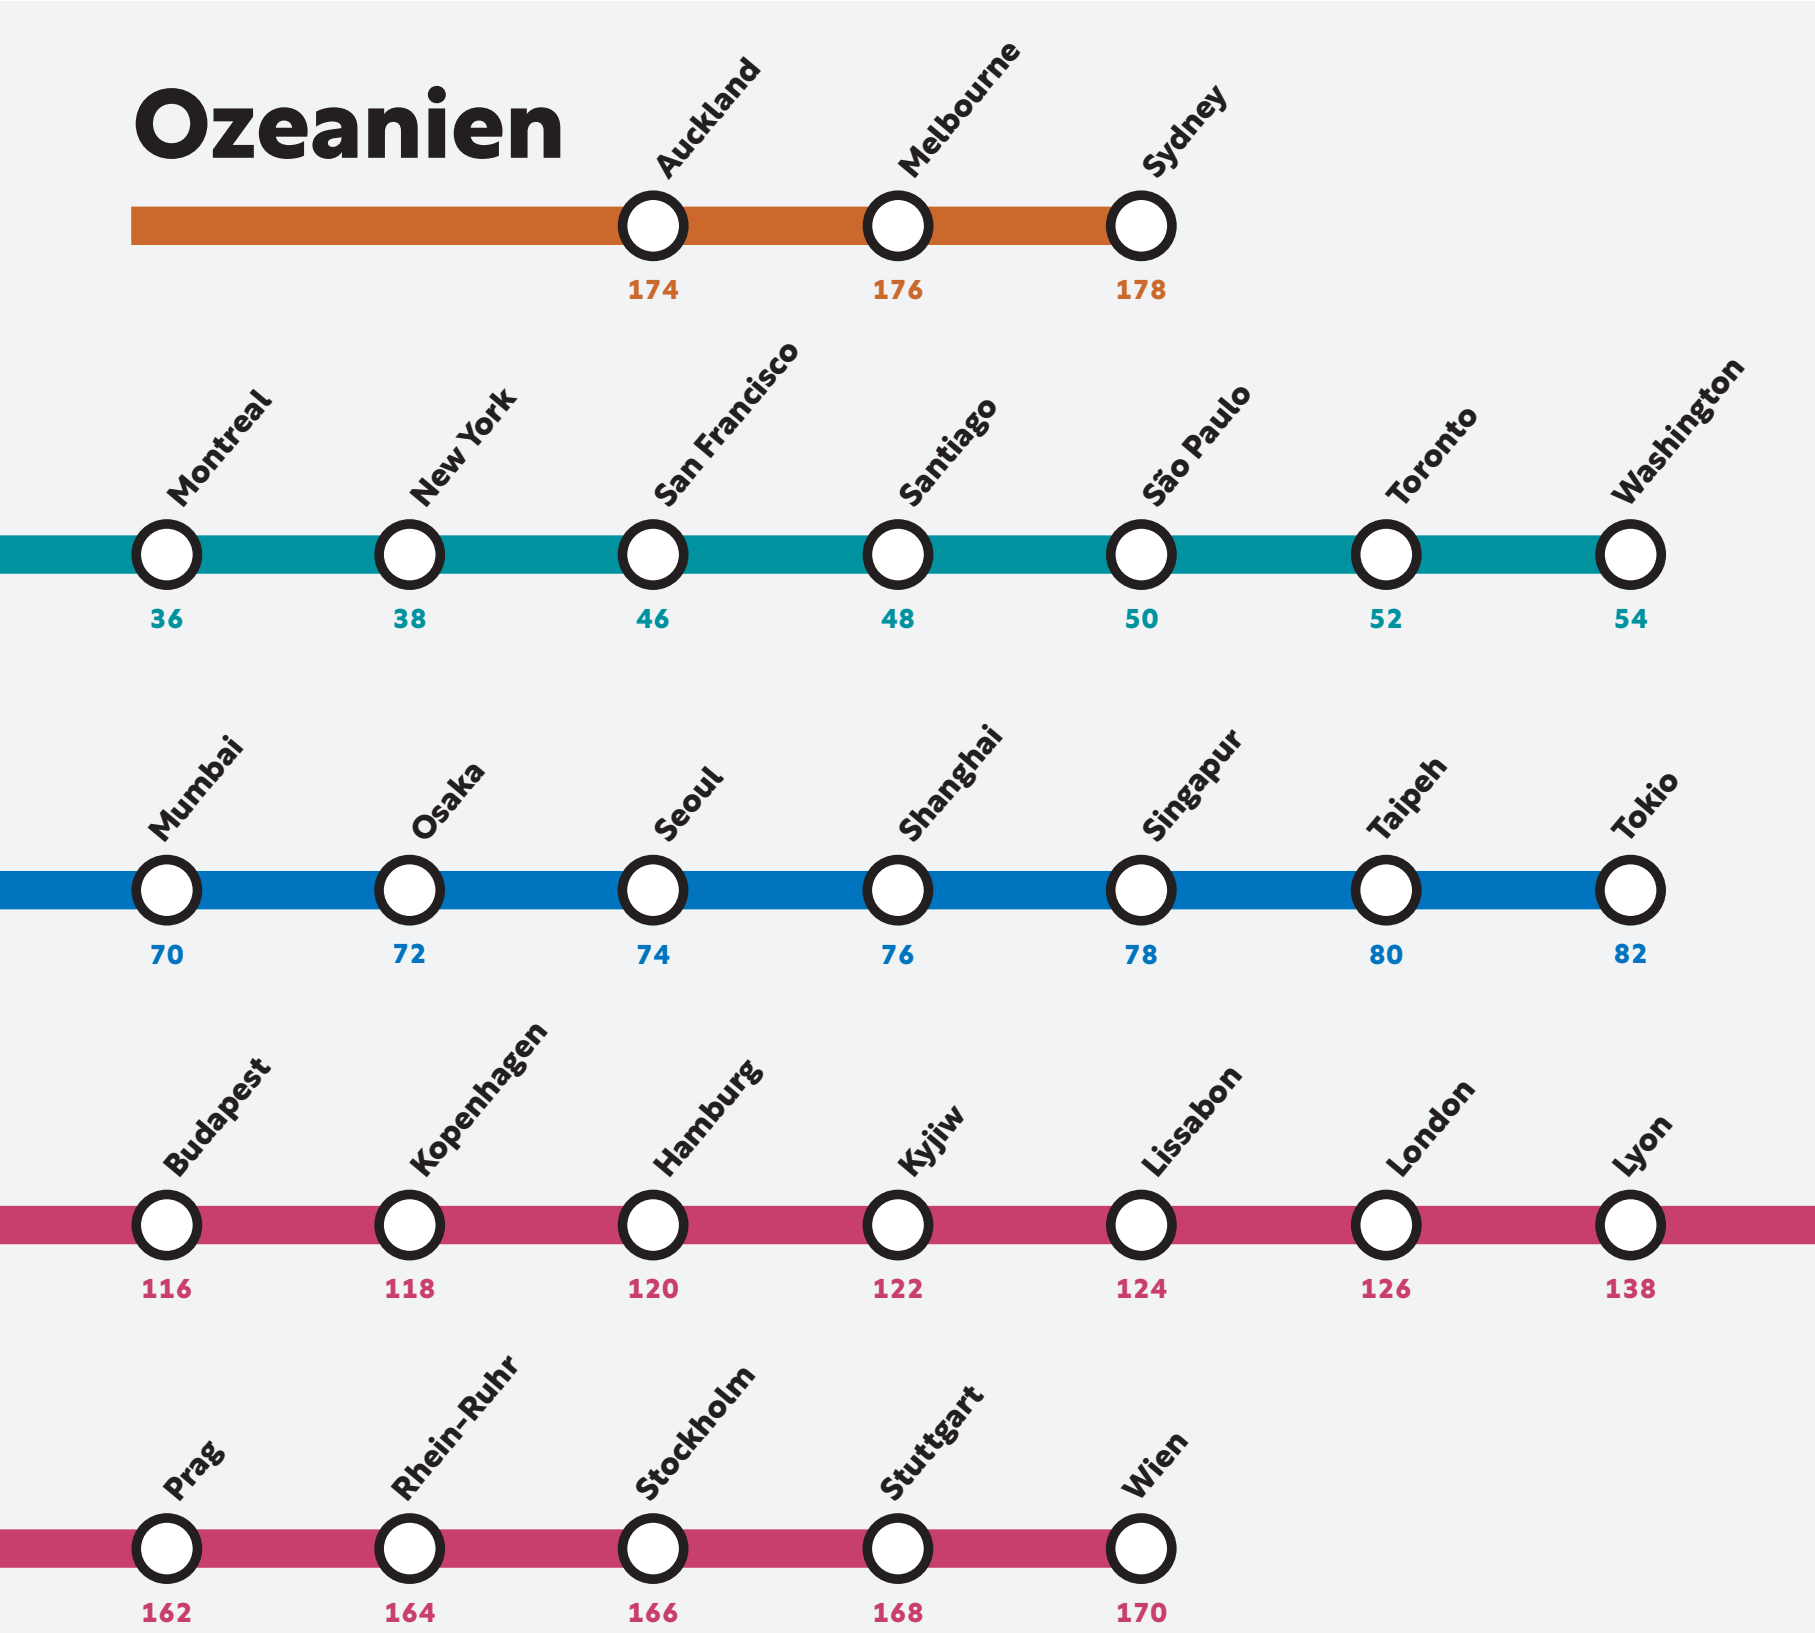 Ozeanien
Auckland Melbourne Sydney
174 176 178
Montreal New York San Francisco Santiago São Paulo Toronto Washington
36 38 46 48 50 52 54
Mumbai Osaka Seoul Shanghai Singapur Taipeh Tokio
70 72 74 76 78 80 82
Budapest Kopenhagen Hamburg Kyjiw Lissabon London Lyon
116 118 120 122 124 126 138
Prag Rhein-Ruhr Stockholm Stuttgart Wien
162 164 166 168 170